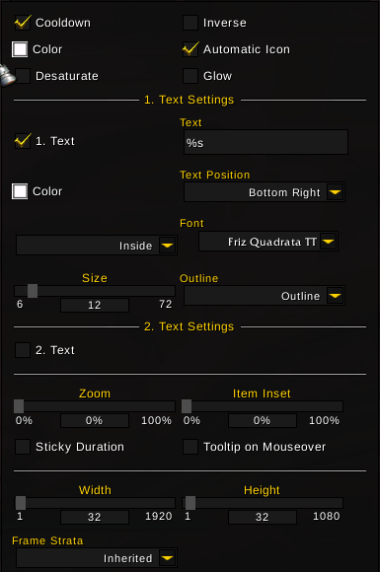 Cooldown Inverse
Color Automatic Icon
Desaturate Glow
1. Text Settings
Text
1. Text %s
Text Position
Color Bottom Right
Font
Inside Friz Quadrata TT
Size Outline
6 12 72 Outline
2. Text Settings
2. Text
Zoom Item Inset
0% 0% 100% 0% 0% 100%
Sticky Duration Tooltip on Mouseover
Width Height
1 32 1920 1 32 1080
Frame Strata
Inherited